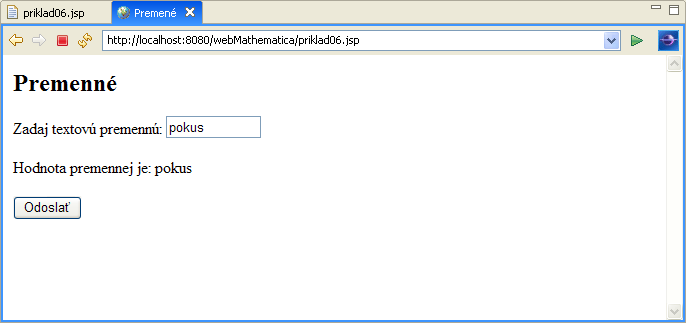 priklad06.jsp
Premené
http://localhost:8080/webMathematica/priklad06.jsp
Premenné
Zadaj textovú premennú: pokus
Hodnota premennej je: pokus
Odoslať